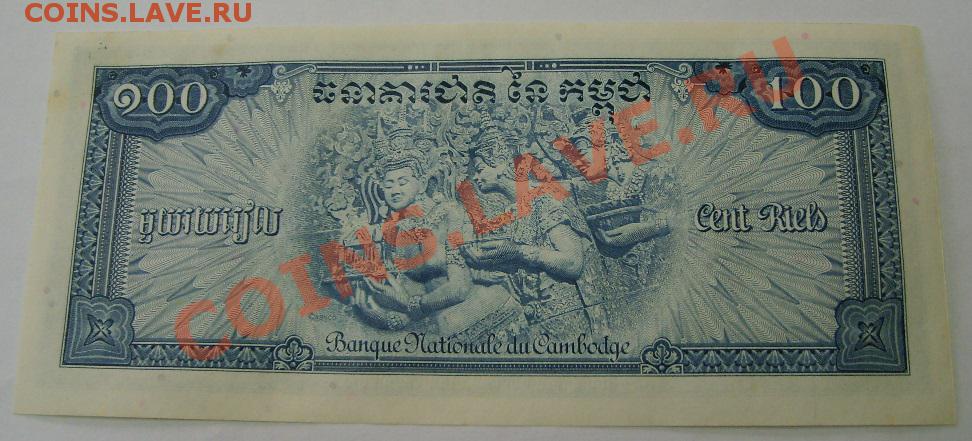 COINS.LAVE.RU
១០០
ធនាគារជាតិ នៃ កម្ពុជា
100
មួយរយរៀល
Cent Riels
COINS.LAVE.RU
Banque Nationale du Cambodge